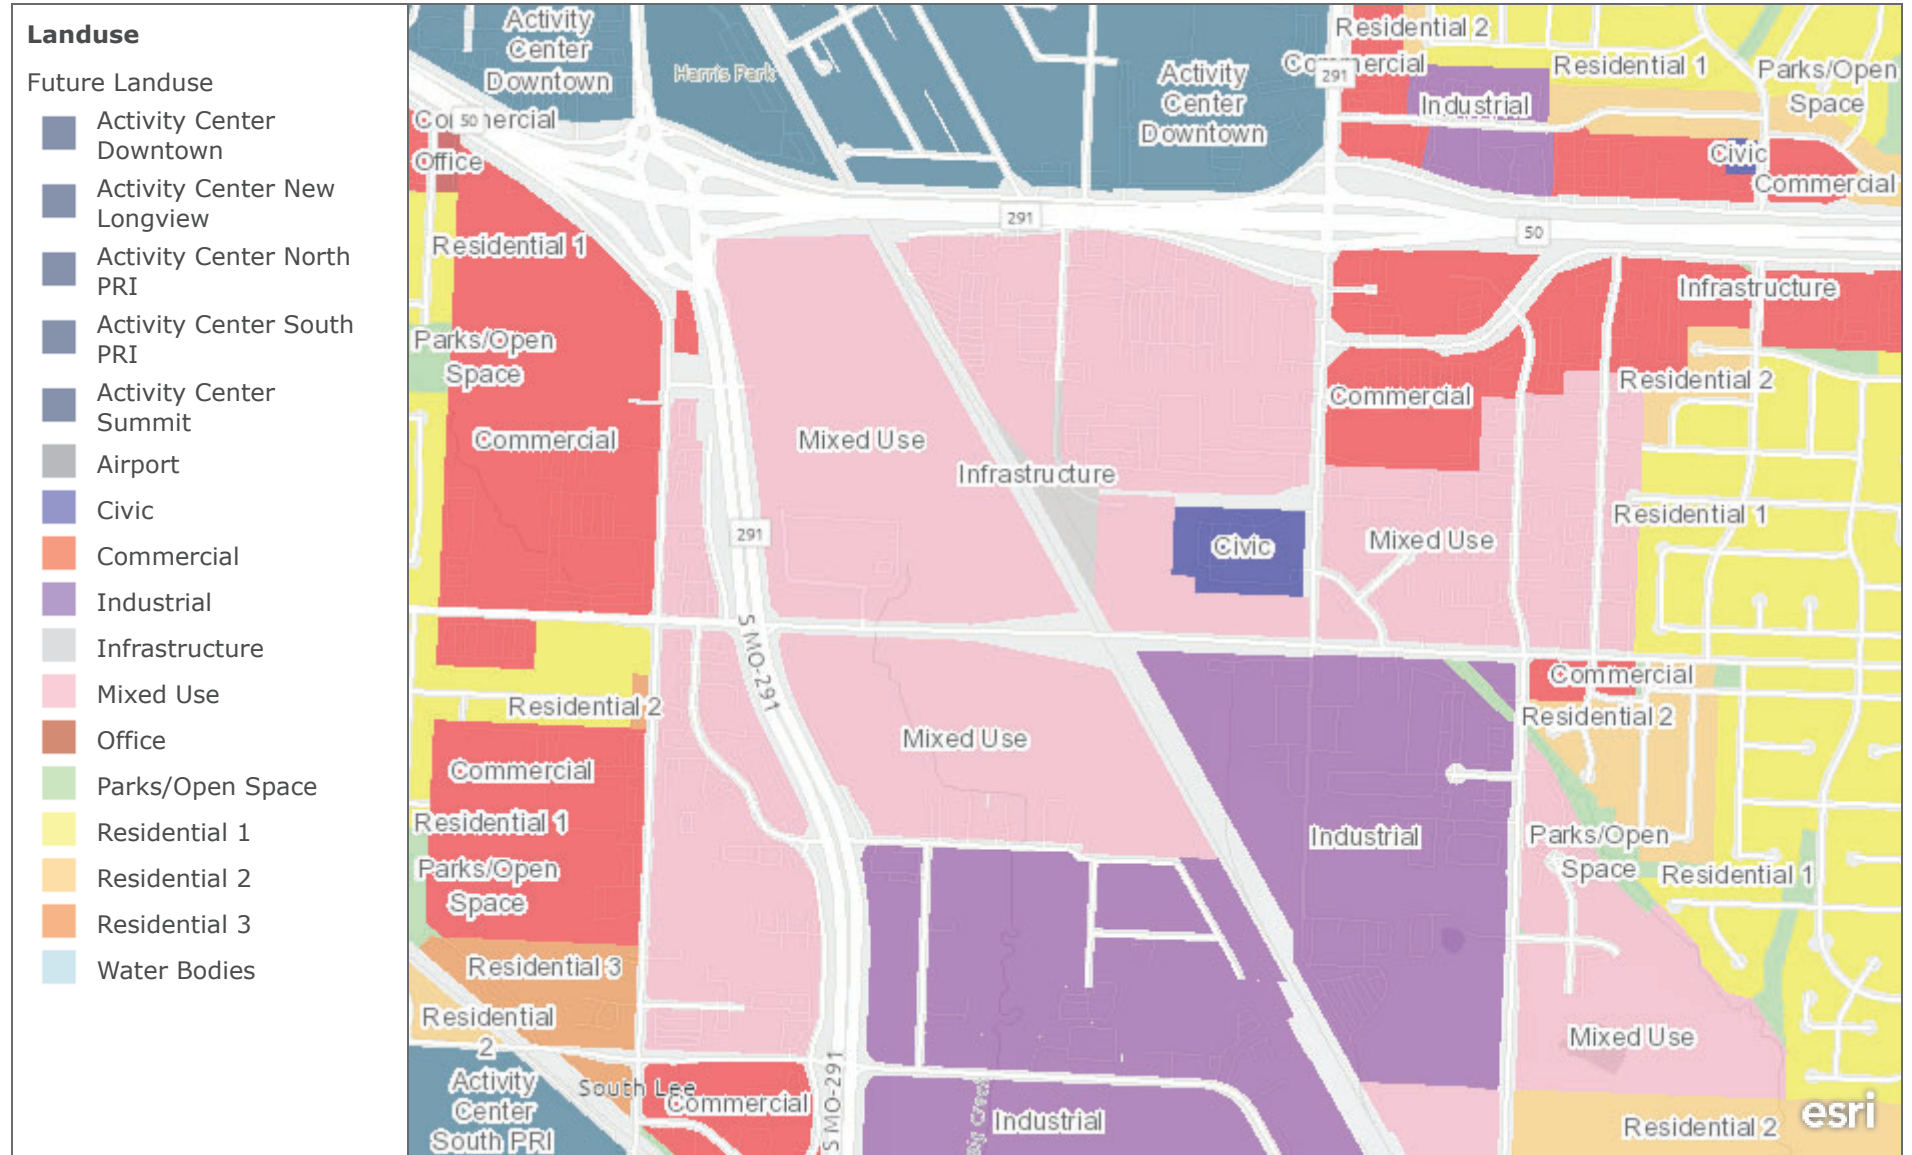 Landuse
Future Landuse
Activity Center
Downtown
Activity Center New
Longview
Activity Center North
PRI
Activity Center South
PRI
Activity Center
Summit
Airport
Civic
Commercial
Industrial
Infrastructure
Mixed Use
Office
Parks/Open Space
Residential 1
Residential 2
Residential 3
Water Bodies
Activity
Center
Downtown
Harris Park
Activity
Center
Downtown
Residential 2
Commercial
291
Residential 1
Parks/Open
Space
Industrial
Commercial
50
Office
Civic
Commercial
291
50
Residential 1
Infrastructure
Parks/Open
Space
Residential 2
Commercial
Commercial
Mixed Use
Infrastructure
Residential 1
291
Civic
Mixed Use
S MO-291
Commercial
Residential 2
Residential 2
Mixed Use
Commercial
Residential 1
Industrial
Parks/Open
Space
Residential 1
Parks/Open
Space
Residential 3
Residential
2
Mixed Use
S MO-291
Activity
Center
South PRI
South Lee
Commercial
Industrial
Residential 2
esri